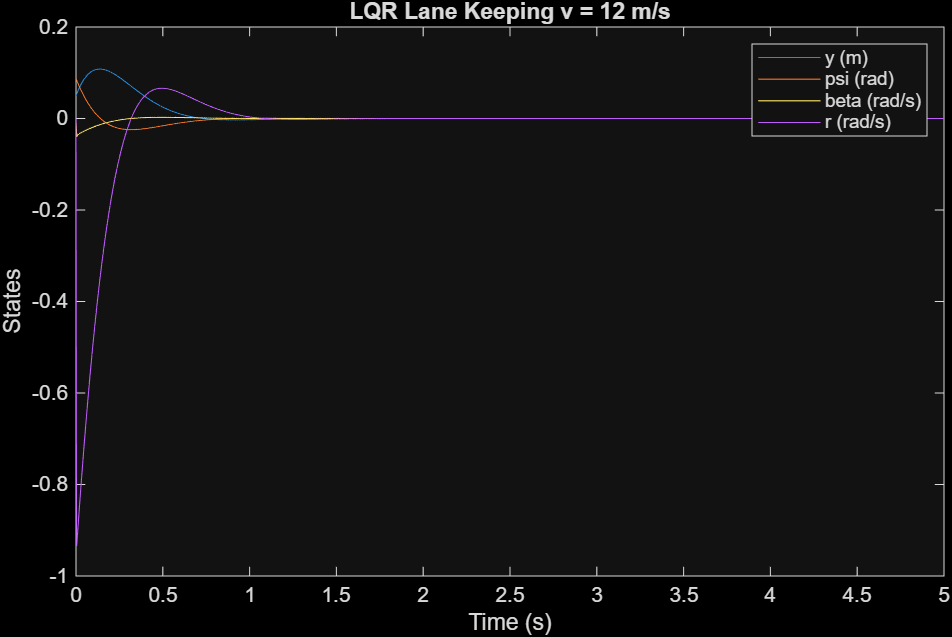 LQR Lane Keeping v = 12 m/s
0.2
0
-0.2
-0.4
-0.6
-0.8
-1
States
y (m)
psi (rad)
beta (rad/s)
r (rad/s)
0 0.5 1 1.5 2 2.5 3 3.5 4 4.5 5
Time (s)